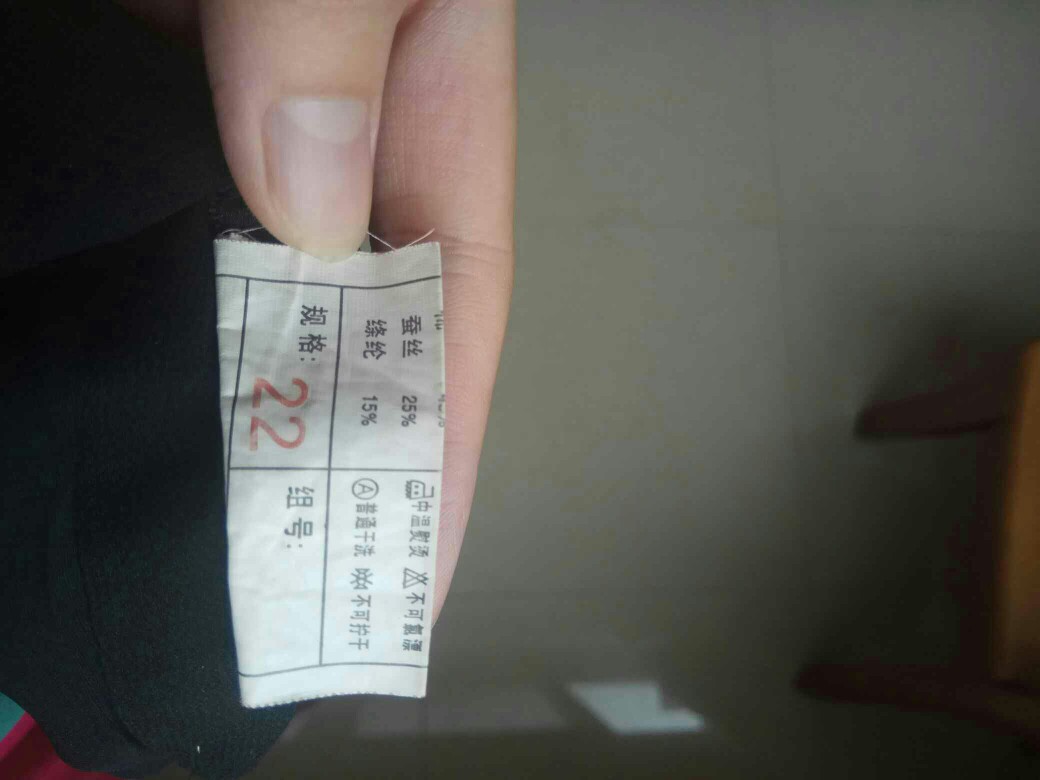 蚕丝 25%
涤纶 15%
中温熨烫 不可氯漂
A 普通干洗 不可拧干
规格: 22
组号: